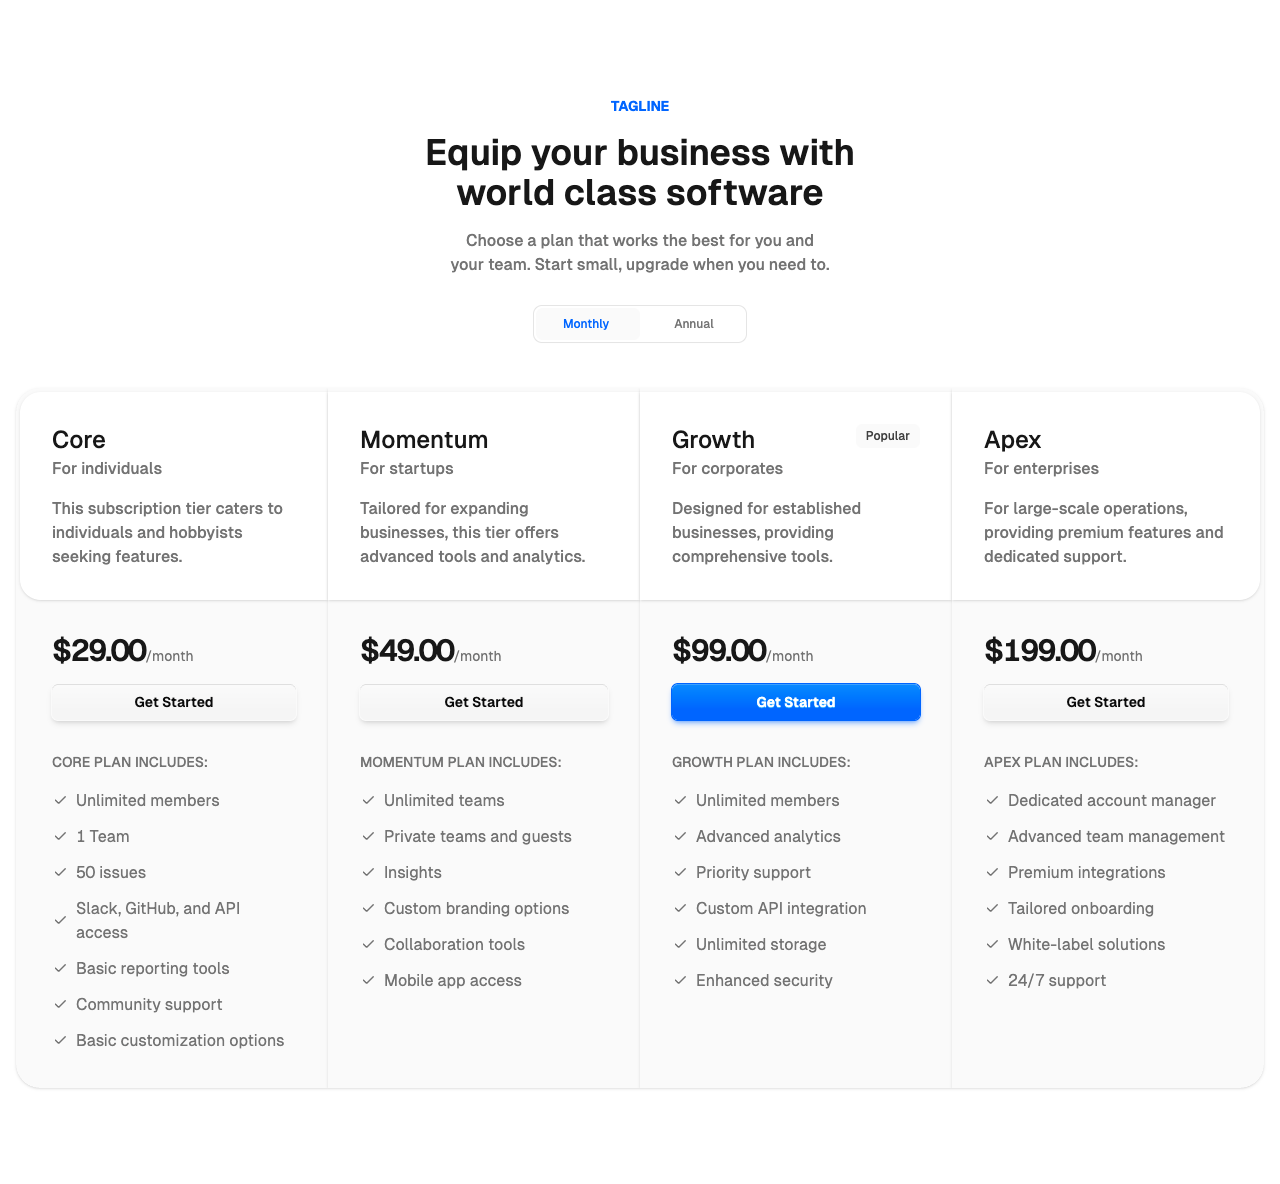 TAGLINE
Equip your business with
world class software
Choose a plan that works the best for you and
your team. Start small, upgrade when you need to.
Monthly
Annual
Core
For individuals
This subscription tier caters to
individuals and hobbyists
seeking features.
$29.00/month
Get Started
CORE PLAN INCLUDES:
Unlimited members
1 Team
50 issues
Slack, GitHub, and API
access
Basic reporting tools
Community support
Basic customization options
Momentum
For startups
Tailored for expanding
businesses, this tier offers
advanced tools and analytics.
$49.00/month
Get Started
MOMENTUM PLAN INCLUDES:
Unlimited teams
Private teams and guests
Insights
Custom branding options
Collaboration tools
Mobile app access
Growth
Popular
For corporates
Designed for established
businesses, providing
comprehensive tools.
$99.00/month
Get Started
GROWTH PLAN INCLUDES:
Unlimited members
Advanced analytics
Priority support
Custom API integration
Unlimited storage
Enhanced security
Apex
For enterprises
For large-scale operations,
providing premium features and
dedicated support.
$199.00/month
Get Started
APEX PLAN INCLUDES:
Dedicated account manager
Advanced team management
Premium integrations
Tailored onboarding
White-label solutions
24/7 support